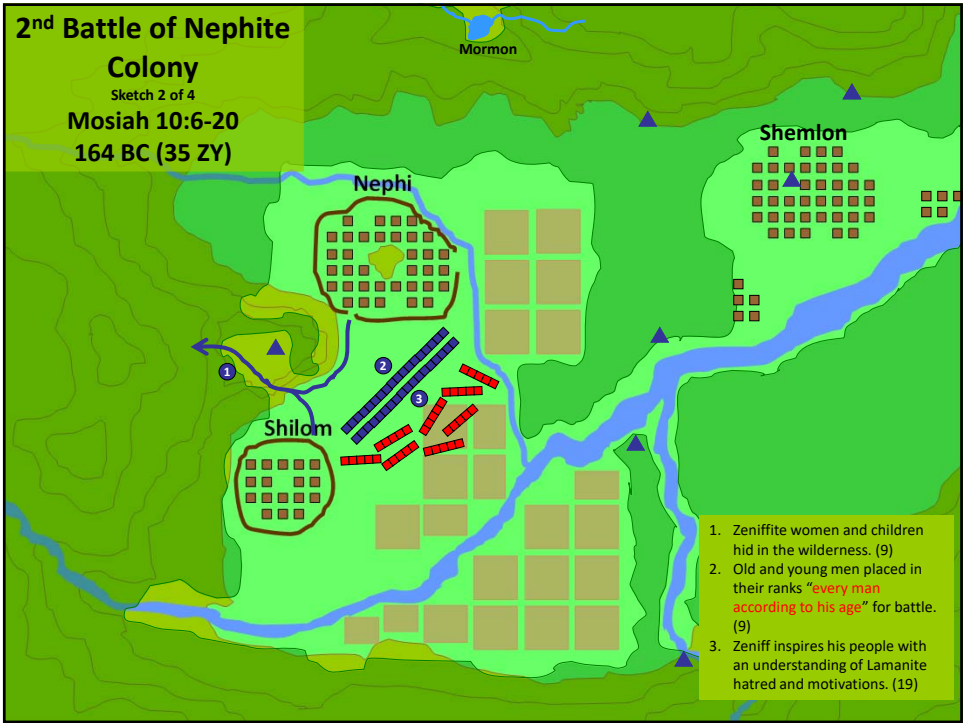 2nd Battle of Nephite
Colony
Sketch 2 of 4
Mosiah 10:6-20
164 BC (35 ZY)
Mormon
Shemlon
Nephi
2
1
3
Shilom
1. Zeniffite women and children
hid in the wilderness. (9)
2. Old and young men placed in
their ranks “every man
according to his age” for battle.
(9)
3. Zeniff inspires his people with
an understanding of Lamanite
hatred and motivations. (19)